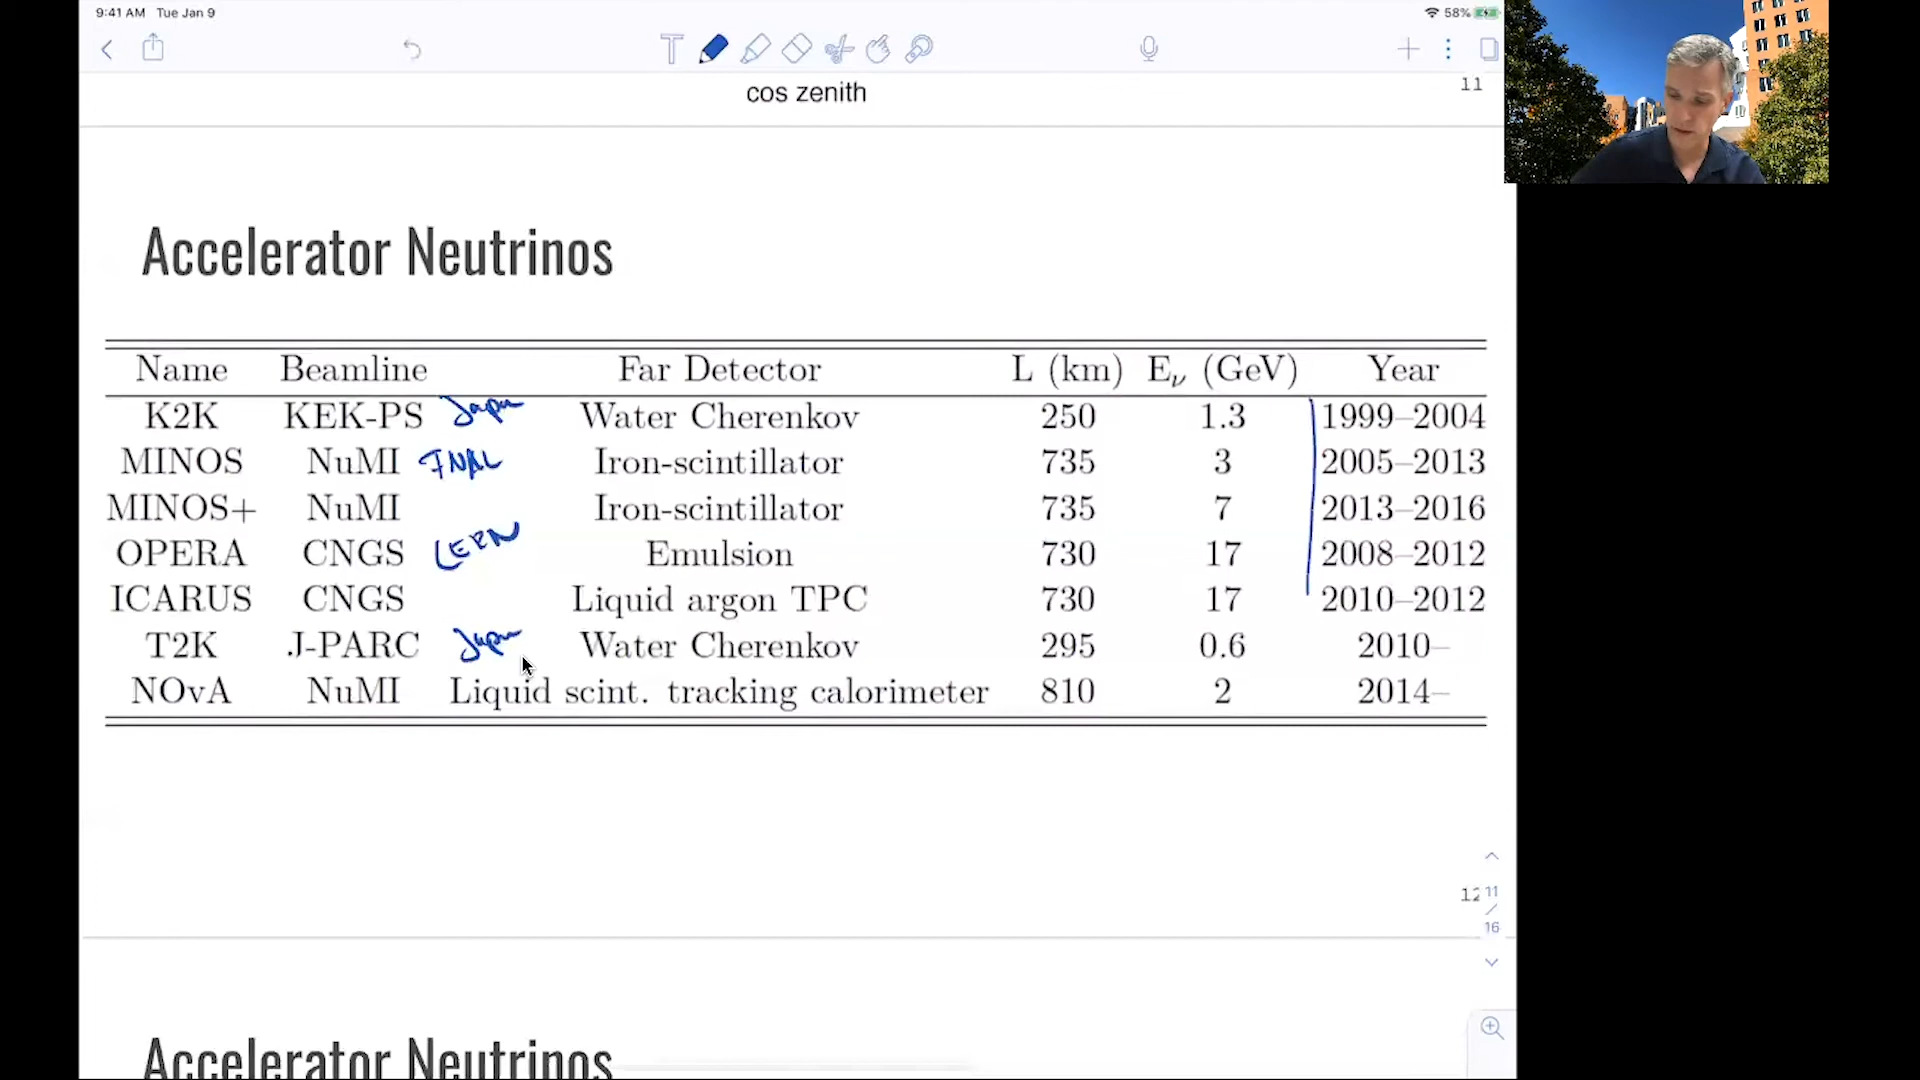 9:41 AM Tue Jan 9
58%
cos zenith
11
Accelerator Neutrinos
Name Beamline Far Detector L (km) Eν (GeV) Year
K2K KEK-PS Japan Water Cherenkov 250 1.3 1999–2004
MINOS NuMI FNAL Iron-scintillator 735 3 2005–2013
MINOS+ NuMI Iron-scintillator 735 7 2013–2016
OPERA CNGS CERN Emulsion 730 17 2008–2012
ICARUS CNGS Liquid argon TPC 730 17 2010–2012
T2K J-PARC Japan Water Cherenkov 295 0.6 2010–
NOvA NuMI Liquid scint. tracking calorimeter 810 2 2014–
12
11
/
16
Accelerator Neutrinos